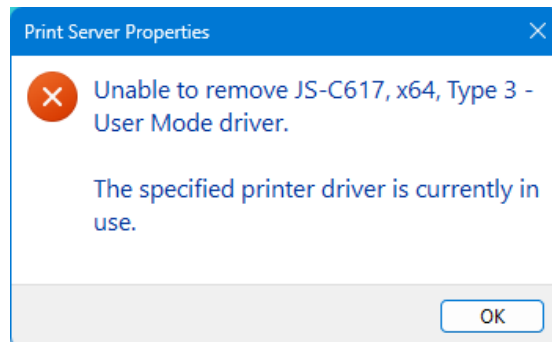 Print Server Properties
Unable to remove JS-C617, x64, Type 3 -
User Mode driver.
The specified printer driver is currently in
use.
OK